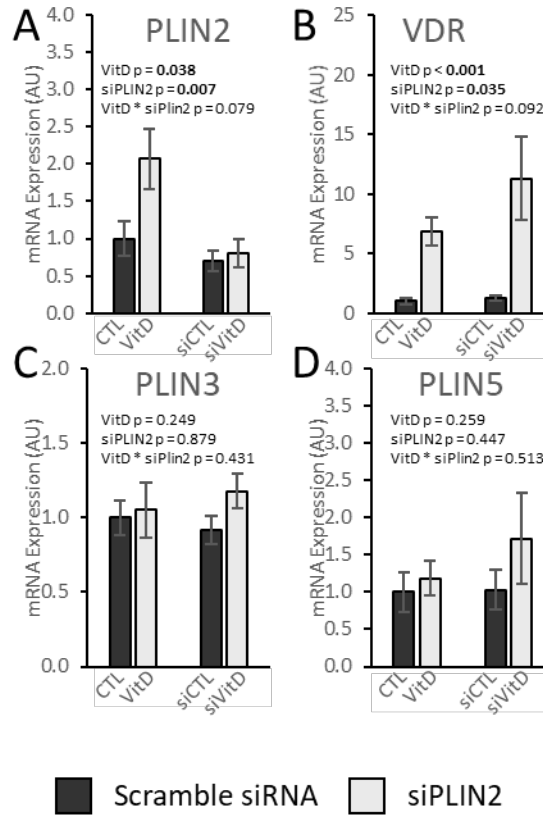 A
PLIN2
VitD p = 0.038
siPLIN2 p = 0.007
VitD * siPlin2 p = 0.079
mRNA Expression (AU)
4.0
3.5
3.0
2.5
2.0
1.5
1.0
0.5
0.0
CTL
VitD
siCTL
siVitD
B
VDR
VitD p < 0.001
siPLIN2 p = 0.035
VitD * siPlin2 p = 0.092
mRNA Expression (AU)
25
20
15
10
5
0
CTL
VitD
siCTL
siVitD
C
PLIN3
VitD p = 0.249
siPLIN2 p = 0.879
VitD * siPlin2 p = 0.431
mRNA Expression (AU)
2.0
1.5
1.0
0.5
0.0
CTL
VitD
siCTL
siVitD
D
PLIN5
VitD p = 0.259
siPLIN2 p = 0.447
VitD * siPlin2 p = 0.513
mRNA Expression (AU)
4.0
3.5
3.0
2.5
2.0
1.5
1.0
0.5
0.0
CTL
VitD
siCTL
siVitD
Scramble siRNA
siPLIN2